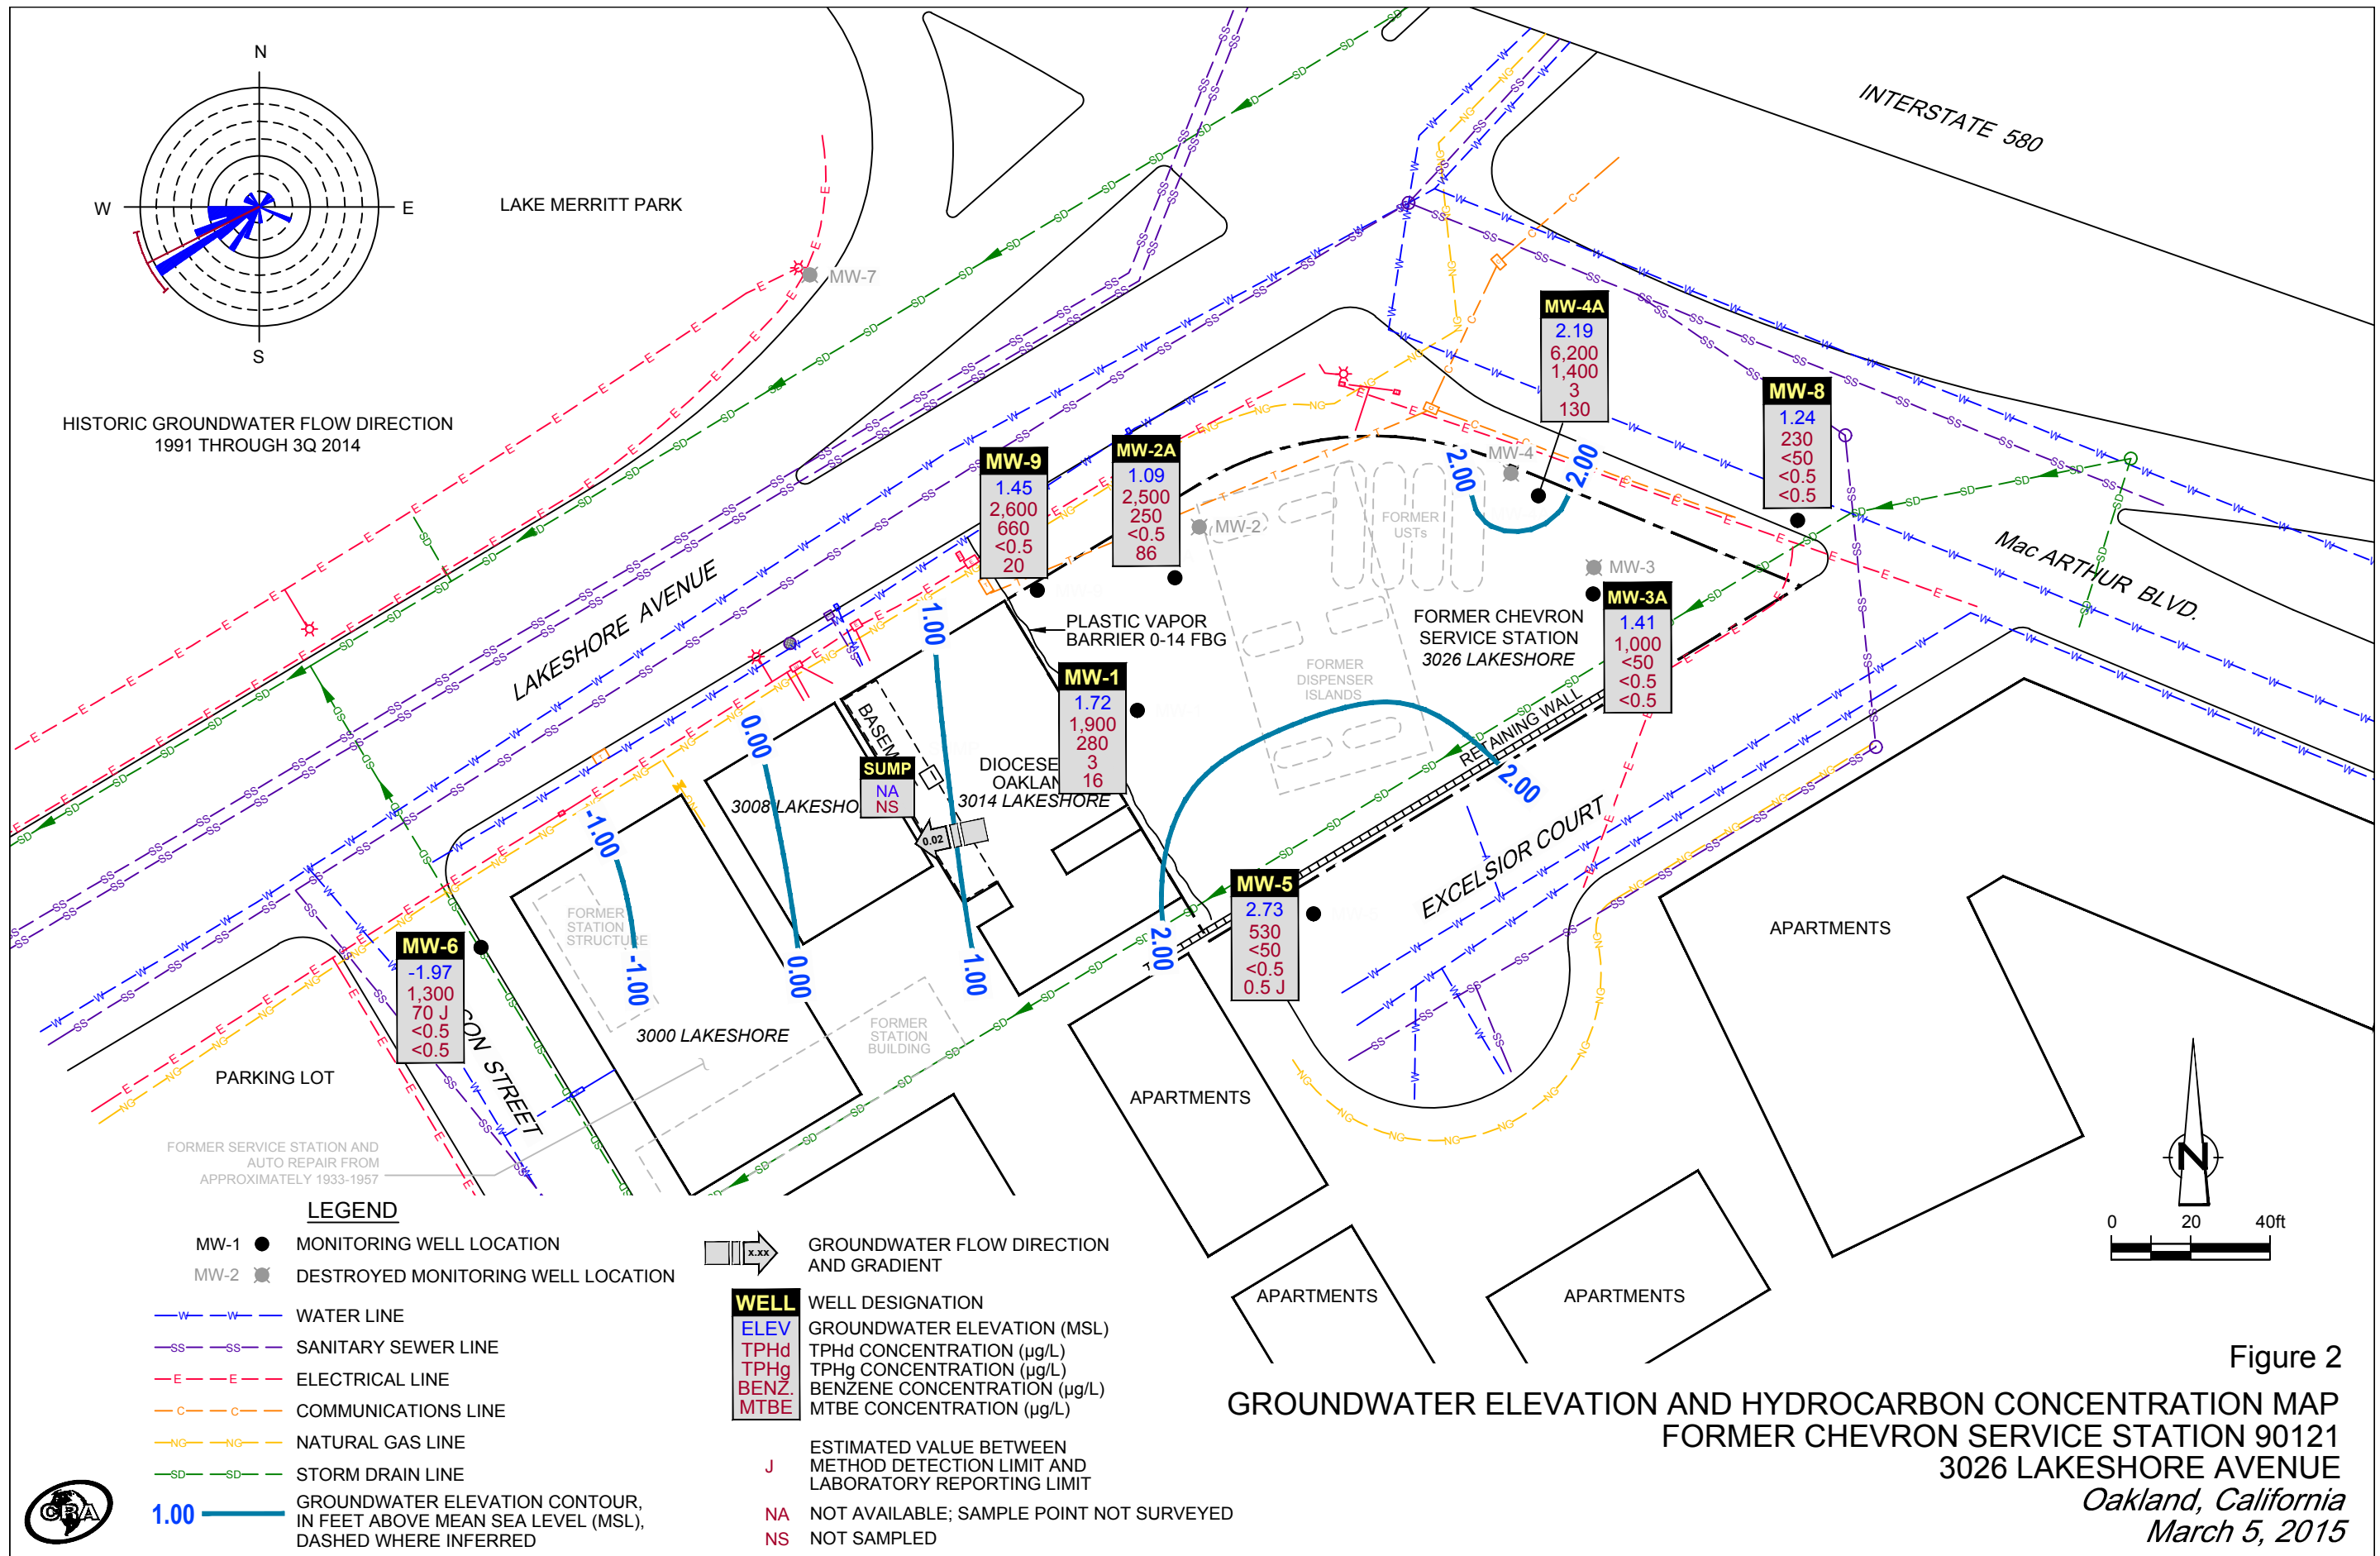 N
W
E
S
HISTORIC GROUNDWATER FLOW DIRECTION
1991 THROUGH 3Q 2014
LAKE MERRITT PARK
INTERSTATE 580
MW-7
MW-4A
2.19
6,200
1,400
3
130
MW-8
1.24
230
<50
<0.5
<0.5
MW-9
1.45
2,600
660
<0.5
20
MW-2A
1.09
2,500
250
<0.5
86
MW-2
MW-4
2.00
2.00
FORMER
USTs
MW-3
MW-3A
1.41
1,000
<50
<0.5
<0.5
Mac ARTHUR BLVD.
LAKESHORE AVENUE
1.00
PLASTIC VAPOR
BARRIER 0-14 FBG
FORMER CHEVRON
SERVICE STATION
3026 LAKESHORE
FORMER
DISPENSER
ISLANDS
MW-1
1.72
1,900
280
3
16
RETAINING WALL
2.00
0.00
BASEM
SUMP
NA
NS
DIOCESE
OAKLAN
3014 LAKESHORE
3008 LAKESHO
0.02
-1.00
EXCELSIOR COURT
MW-5
2.73
530
<50
<0.5
0.5 J
2.00
1.00
0.00
-1.00
FORMER
STATION
STRUCTURE
MW-6
-1.97
1,300
70 J
<0.5
<0.5
3000 LAKESHORE
FORMER
STATION
BUILDING
APARTMENTS
APARTMENTS
APARTMENTS
APARTMENTS
PARKING LOT
CON STREET
FORMER SERVICE STATION AND
AUTO REPAIR FROM
APPROXIMATELY 1933-1957
N
0 20 40ft
LEGEND
MW-1 MONITORING WELL LOCATION
MW-2 DESTROYED MONITORING WELL LOCATION
W W WATER LINE
SS SS SANITARY SEWER LINE
E E ELECTRICAL LINE
C C COMMUNICATIONS LINE
NG NG NATURAL GAS LINE
SD SD STORM DRAIN LINE
1.00 GROUNDWATER ELEVATION CONTOUR,
IN FEET ABOVE MEAN SEA LEVEL (MSL),
DASHED WHERE INFERRED
x.xx GROUNDWATER FLOW DIRECTION
AND GRADIENT
WELL WELL DESIGNATION
ELEV GROUNDWATER ELEVATION (MSL)
TPHd TPHd CONCENTRATION (µg/L)
TPHg TPHg CONCENTRATION (µg/L)
BENZ. BENZENE CONCENTRATION (µg/L)
MTBE MTBE CONCENTRATION (µg/L)
J ESTIMATED VALUE BETWEEN
METHOD DETECTION LIMIT AND
LABORATORY REPORTING LIMIT
NA NOT AVAILABLE; SAMPLE POINT NOT SURVEYED
NS NOT SAMPLED
CRA
Figure 2
GROUNDWATER ELEVATION AND HYDROCARBON CONCENTRATION MAP
FORMER CHEVRON SERVICE STATION 90121
3026 LAKESHORE AVENUE
Oakland, California
March 5, 2015